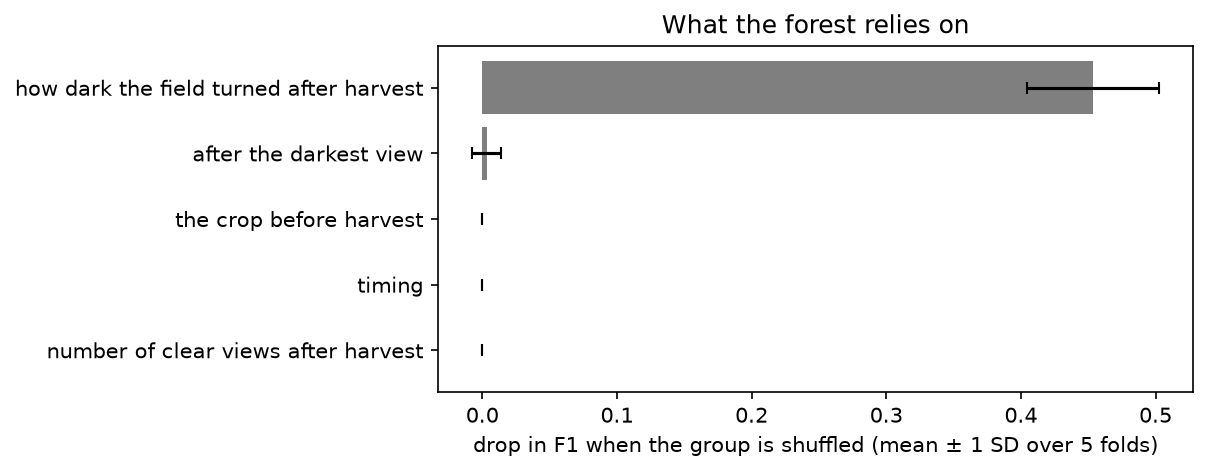 What the forest relies on
how dark the field turned after harvest
after the darkest view
the crop before harvest
timing
number of clear views after harvest
0.0 0.1 0.2 0.3 0.4 0.5
drop in F1 when the group is shuffled (mean ± 1 SD over 5 folds)